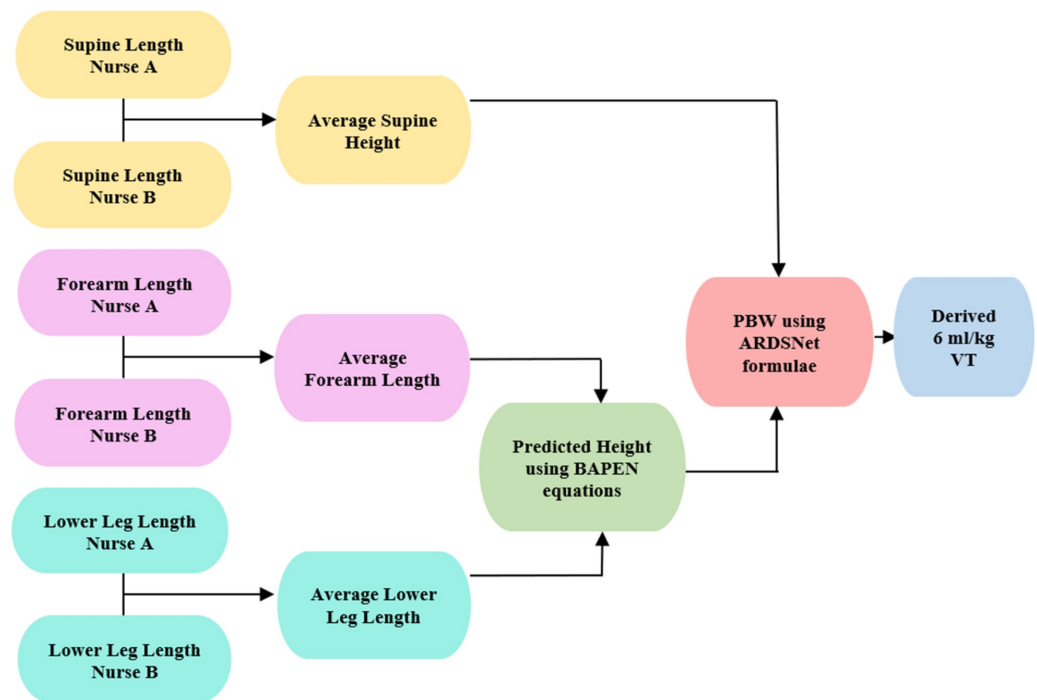 Supine Length
Nurse A
Supine Length
Nurse B
Average Supine
Height
Forearm Length
Nurse A
Forearm Length
Nurse B
Average
Forearm Length
Lower Leg Length
Nurse A
Lower Leg Length
Nurse B
Average Lower
Leg Length
Predicted Height
using BAPEN
equations
PBW using
ARDSNet
formulae
Derived
6 ml/kg
VT